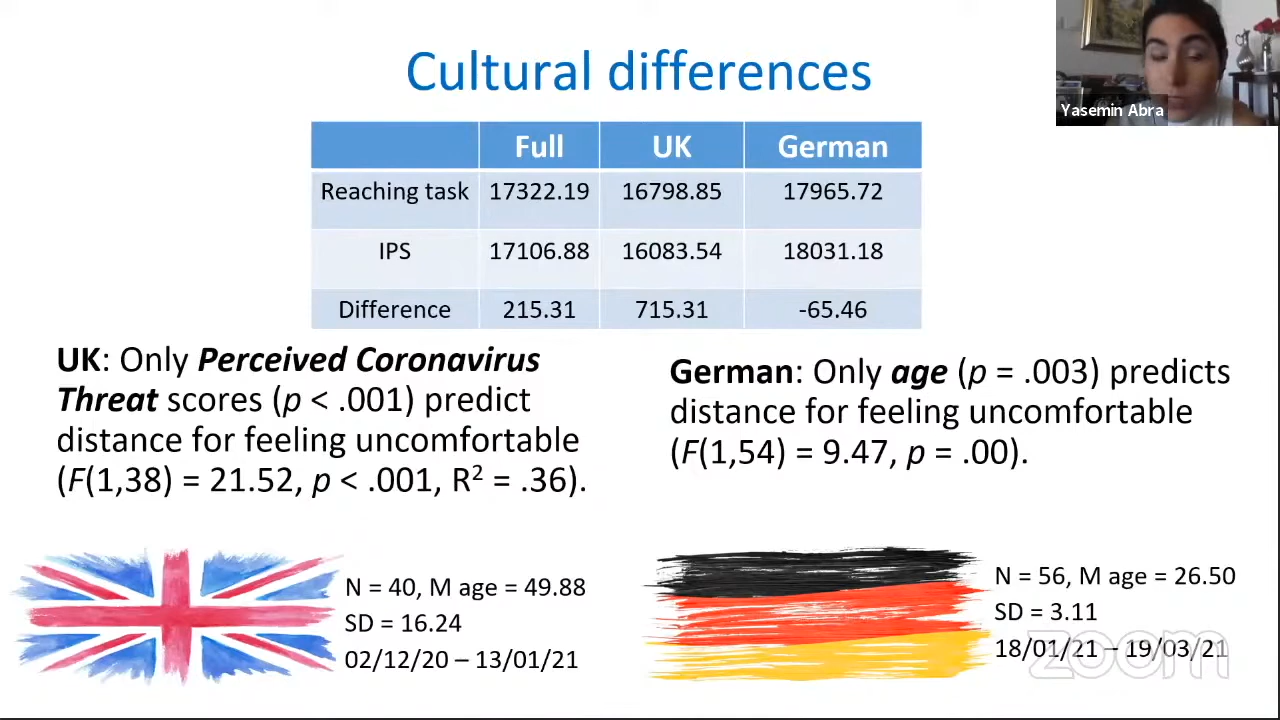 Cultural differences
Yasemin Abra
Full UK German
Reaching task 17322.19 16798.85 17965.72
IPS 17106.88 16083.54 18031.18
Difference 215.31 715.31 -65.46
UK: Only Perceived Coronavirus
Threat scores (p < .001) predict
distance for feeling uncomfortable
(F(1,38) = 21.52, p < .001, R² = .36).
German: Only age (p = .003) predicts
distance for feeling uncomfortable
(F(1,54) = 9.47, p = .00).
N = 40, M age = 49.88
SD = 16.24
02/12/20 – 13/01/21
N = 56, M age = 26.50
SD = 3.11
18/01/21 – 19/03/21
zoom